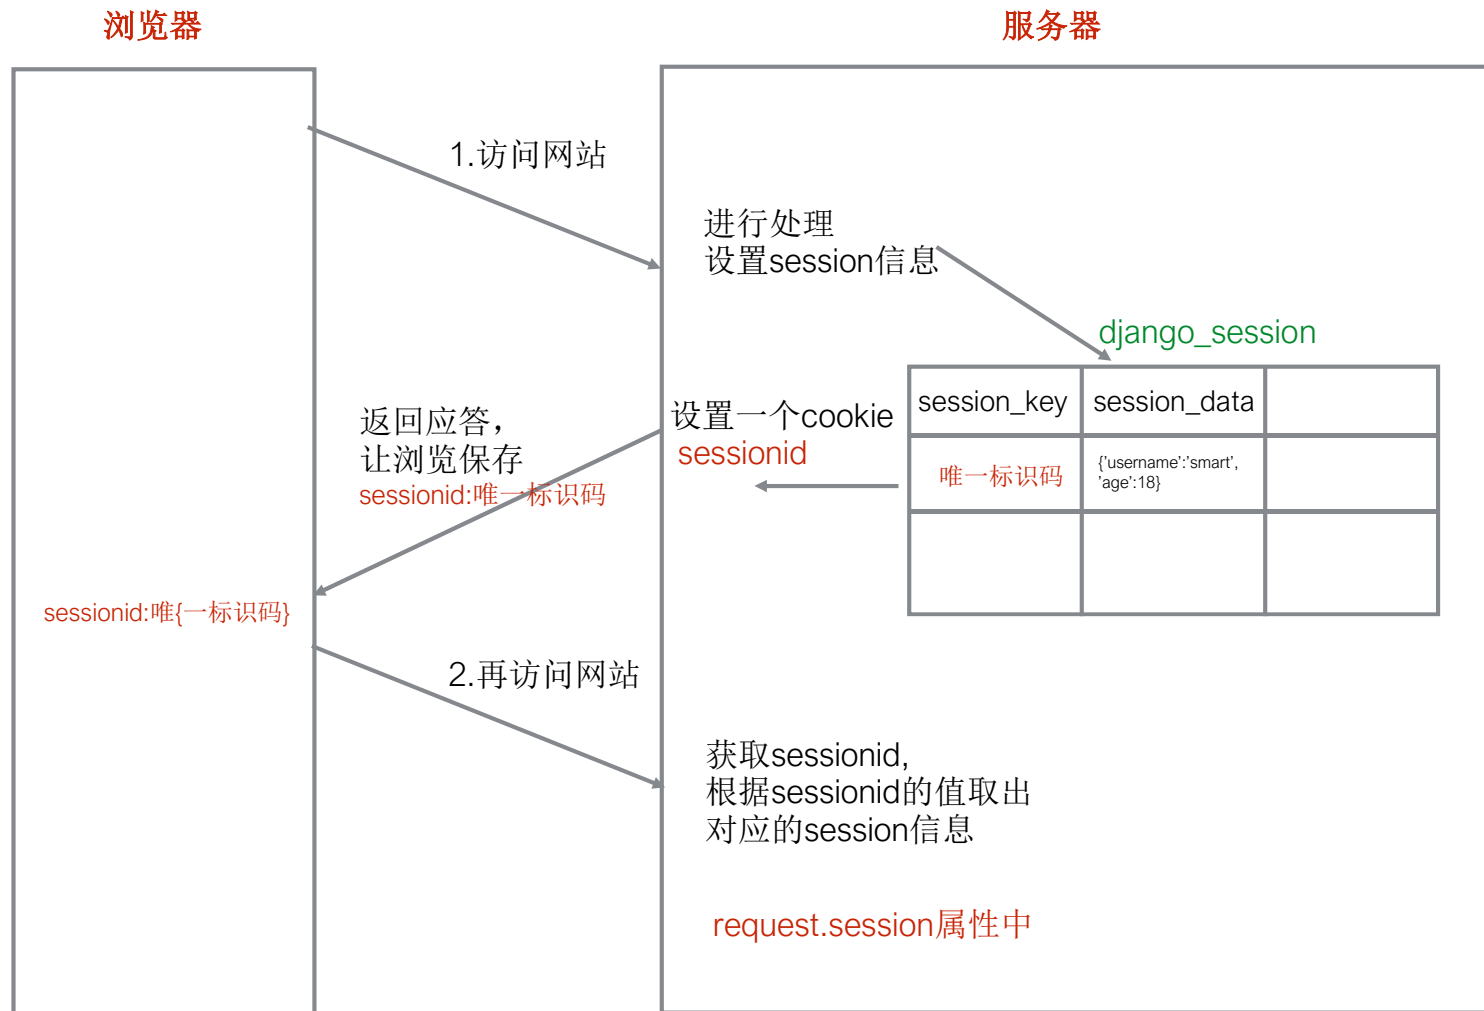 浏览器
服务器
1.访问网站
进行处理
设置session信息
django_session
session_key
session_data
唯一标识码
{'username':'smart',
'age':18}
设置一个cookie
sessionid
返回应答，
让浏览保存
sessionid:唯一标识码
sessionid:唯{一标识码}
2.再访问网站
获取sessionid,
根据sessionid的值取出
对应的session信息
request.session属性中